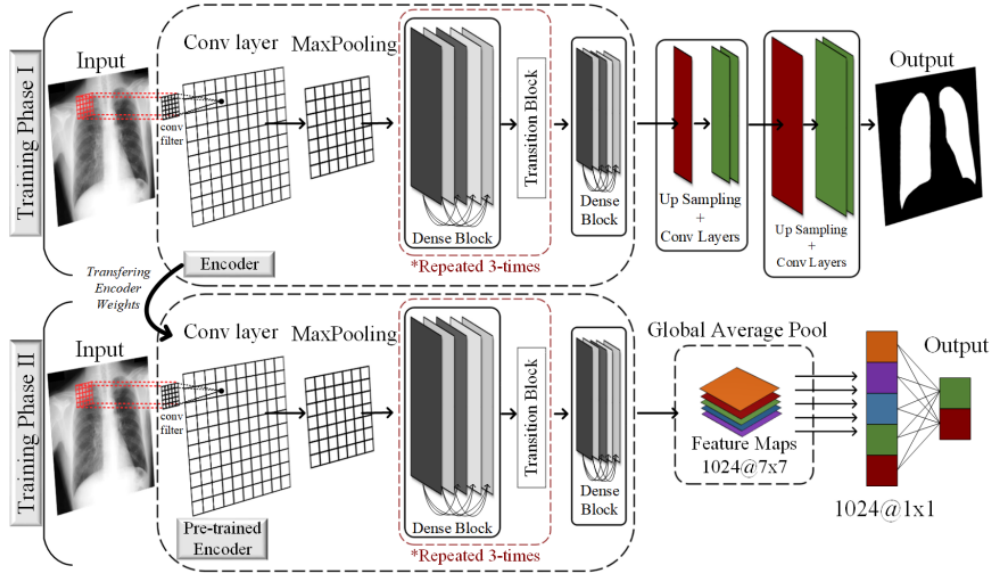 Training Phase I
Input
Conv layer
MaxPooling
conv
filter
Dense Block
Transition Block
*Repeated 3-times
Dense
Block
Up Sampling
+
Conv Layers
Up Sampling
+
Conv Layers
Output
Encoder
Transfering
Encoder
Weights
Training Phase II
Input
Conv layer
MaxPooling
conv
filter
Dense Block
Transition Block
*Repeated 3-times
Dense
Block
Pre-trained
Encoder
Global Average Pool
Feature Maps
1024@7x7
1024@1x1
Output